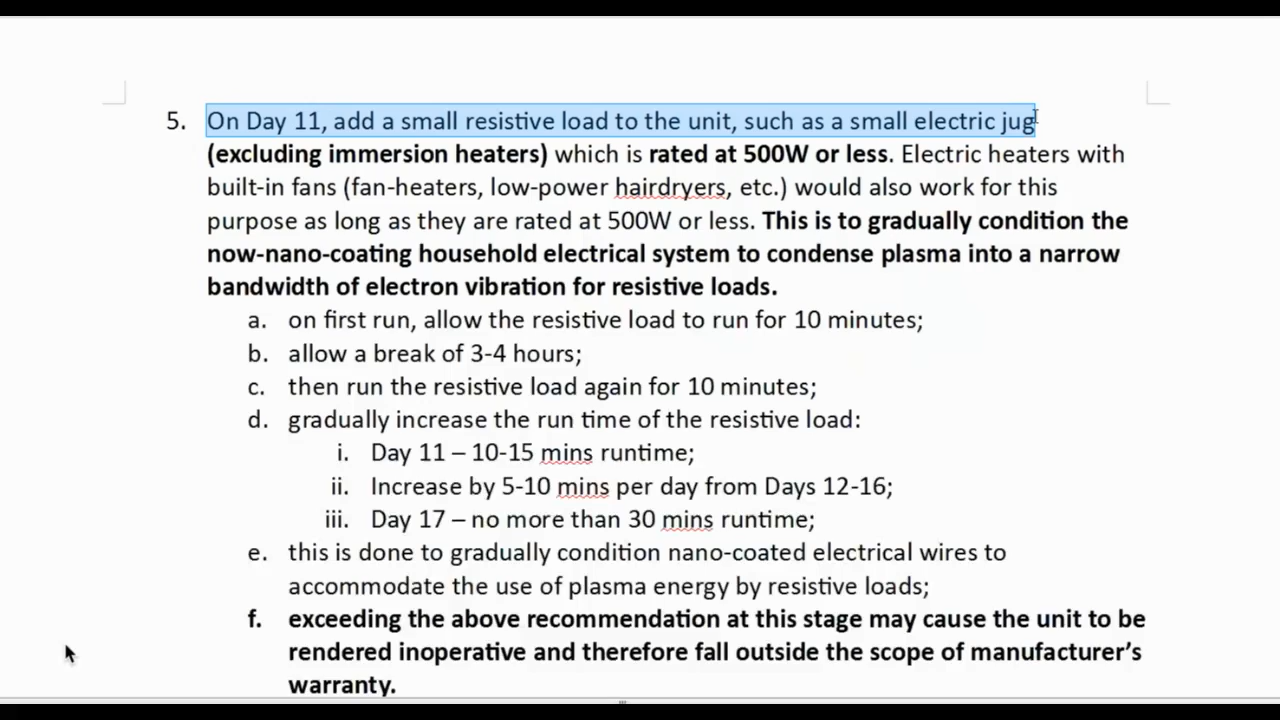 5. On Day 11, add a small resistive load to the unit, such as a small electric jug
(excluding immersion heaters) which is rated at 500W or less. Electric heaters with
built-in fans (fan-heaters, low-power hairdryers, etc.) would also work for this
purpose as long as they are rated at 500W or less. This is to gradually condition the
now-nano-coating household electrical system to condense plasma into a narrow
bandwidth of electron vibration for resistive loads.
a. on first run, allow the resistive load to run for 10 minutes;
b. allow a break of 3-4 hours;
c. then run the resistive load again for 10 minutes;
d. gradually increase the run time of the resistive load:
i. Day 11 – 10-15 mins runtime;
ii. Increase by 5-10 mins per day from Days 12-16;
iii. Day 17 – no more than 30 mins runtime;
e. this is done to gradually condition nano-coated electrical wires to
accommodate the use of plasma energy by resistive loads;
f. exceeding the above recommendation at this stage may cause the unit to be
rendered inoperative and therefore fall outside the scope of manufacturer’s
warranty.